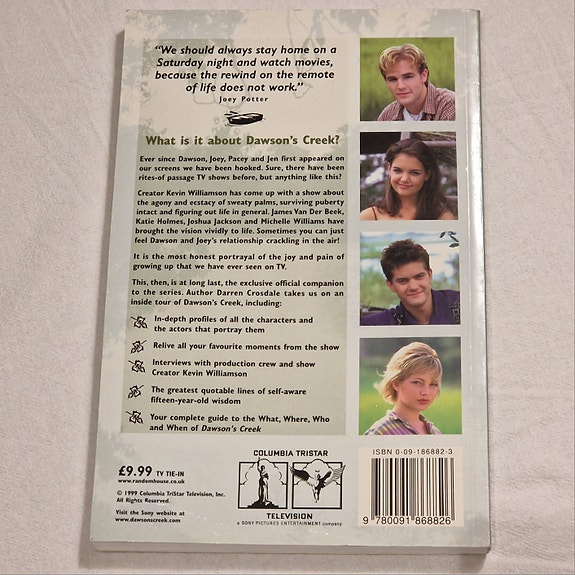 “We should always stay home on a
Saturday night and watch movies,
because the rewind on the remote
of life does not work.”
Joey Potter
What is it about Dawson's Creek?
Ever since Dawson, Joey, Pacey and Jen first appeared on
our screens we have been hooked. Sure, there have been
rites-of passage TV shows before, but anything like this?
Creator Kevin Williamson has come up with a show about
the agony and ecstasy of sweaty palms, surviving puberty
intact and figuring out life in general. James Van Der Beek,
Katie Holmes, Joshua Jackson and Michelle Williams have
brought the vision vividly to life. Sometimes you can just
feel Dawson and Joey's relationship crackling in the air!
It is the most honest portrayal of the joy and pain of
growing up that we have ever seen on TV.
This, then, is at long last, the exclusive official companion
to the series. Author Darren Crosdale takes us on an
inside tour of Dawson's Creek, including:
In-depth profiles of all the characters and
the actors that portray them
Relive all your favourite moments from the show
Interviews with production crew and show
Creator Kevin Williamson
The greatest quotable lines of self-aware
fifteen-year-old wisdom
Your complete guide to the What, Where, Who
and When of Dawson's Creek
£9.99 TV TIE-IN
www.randomhouse.co.uk
© 1999 Columbia TriStar Television, Inc.
All Rights Reserved.
Visit the Sony website at
www.dawsonscreek.com
COLUMBIA TRISTAR
TELEVISION
a SONY PICTURES ENTERTAINMENT company
ISBN 0-09-186882-3
9 780091 868826